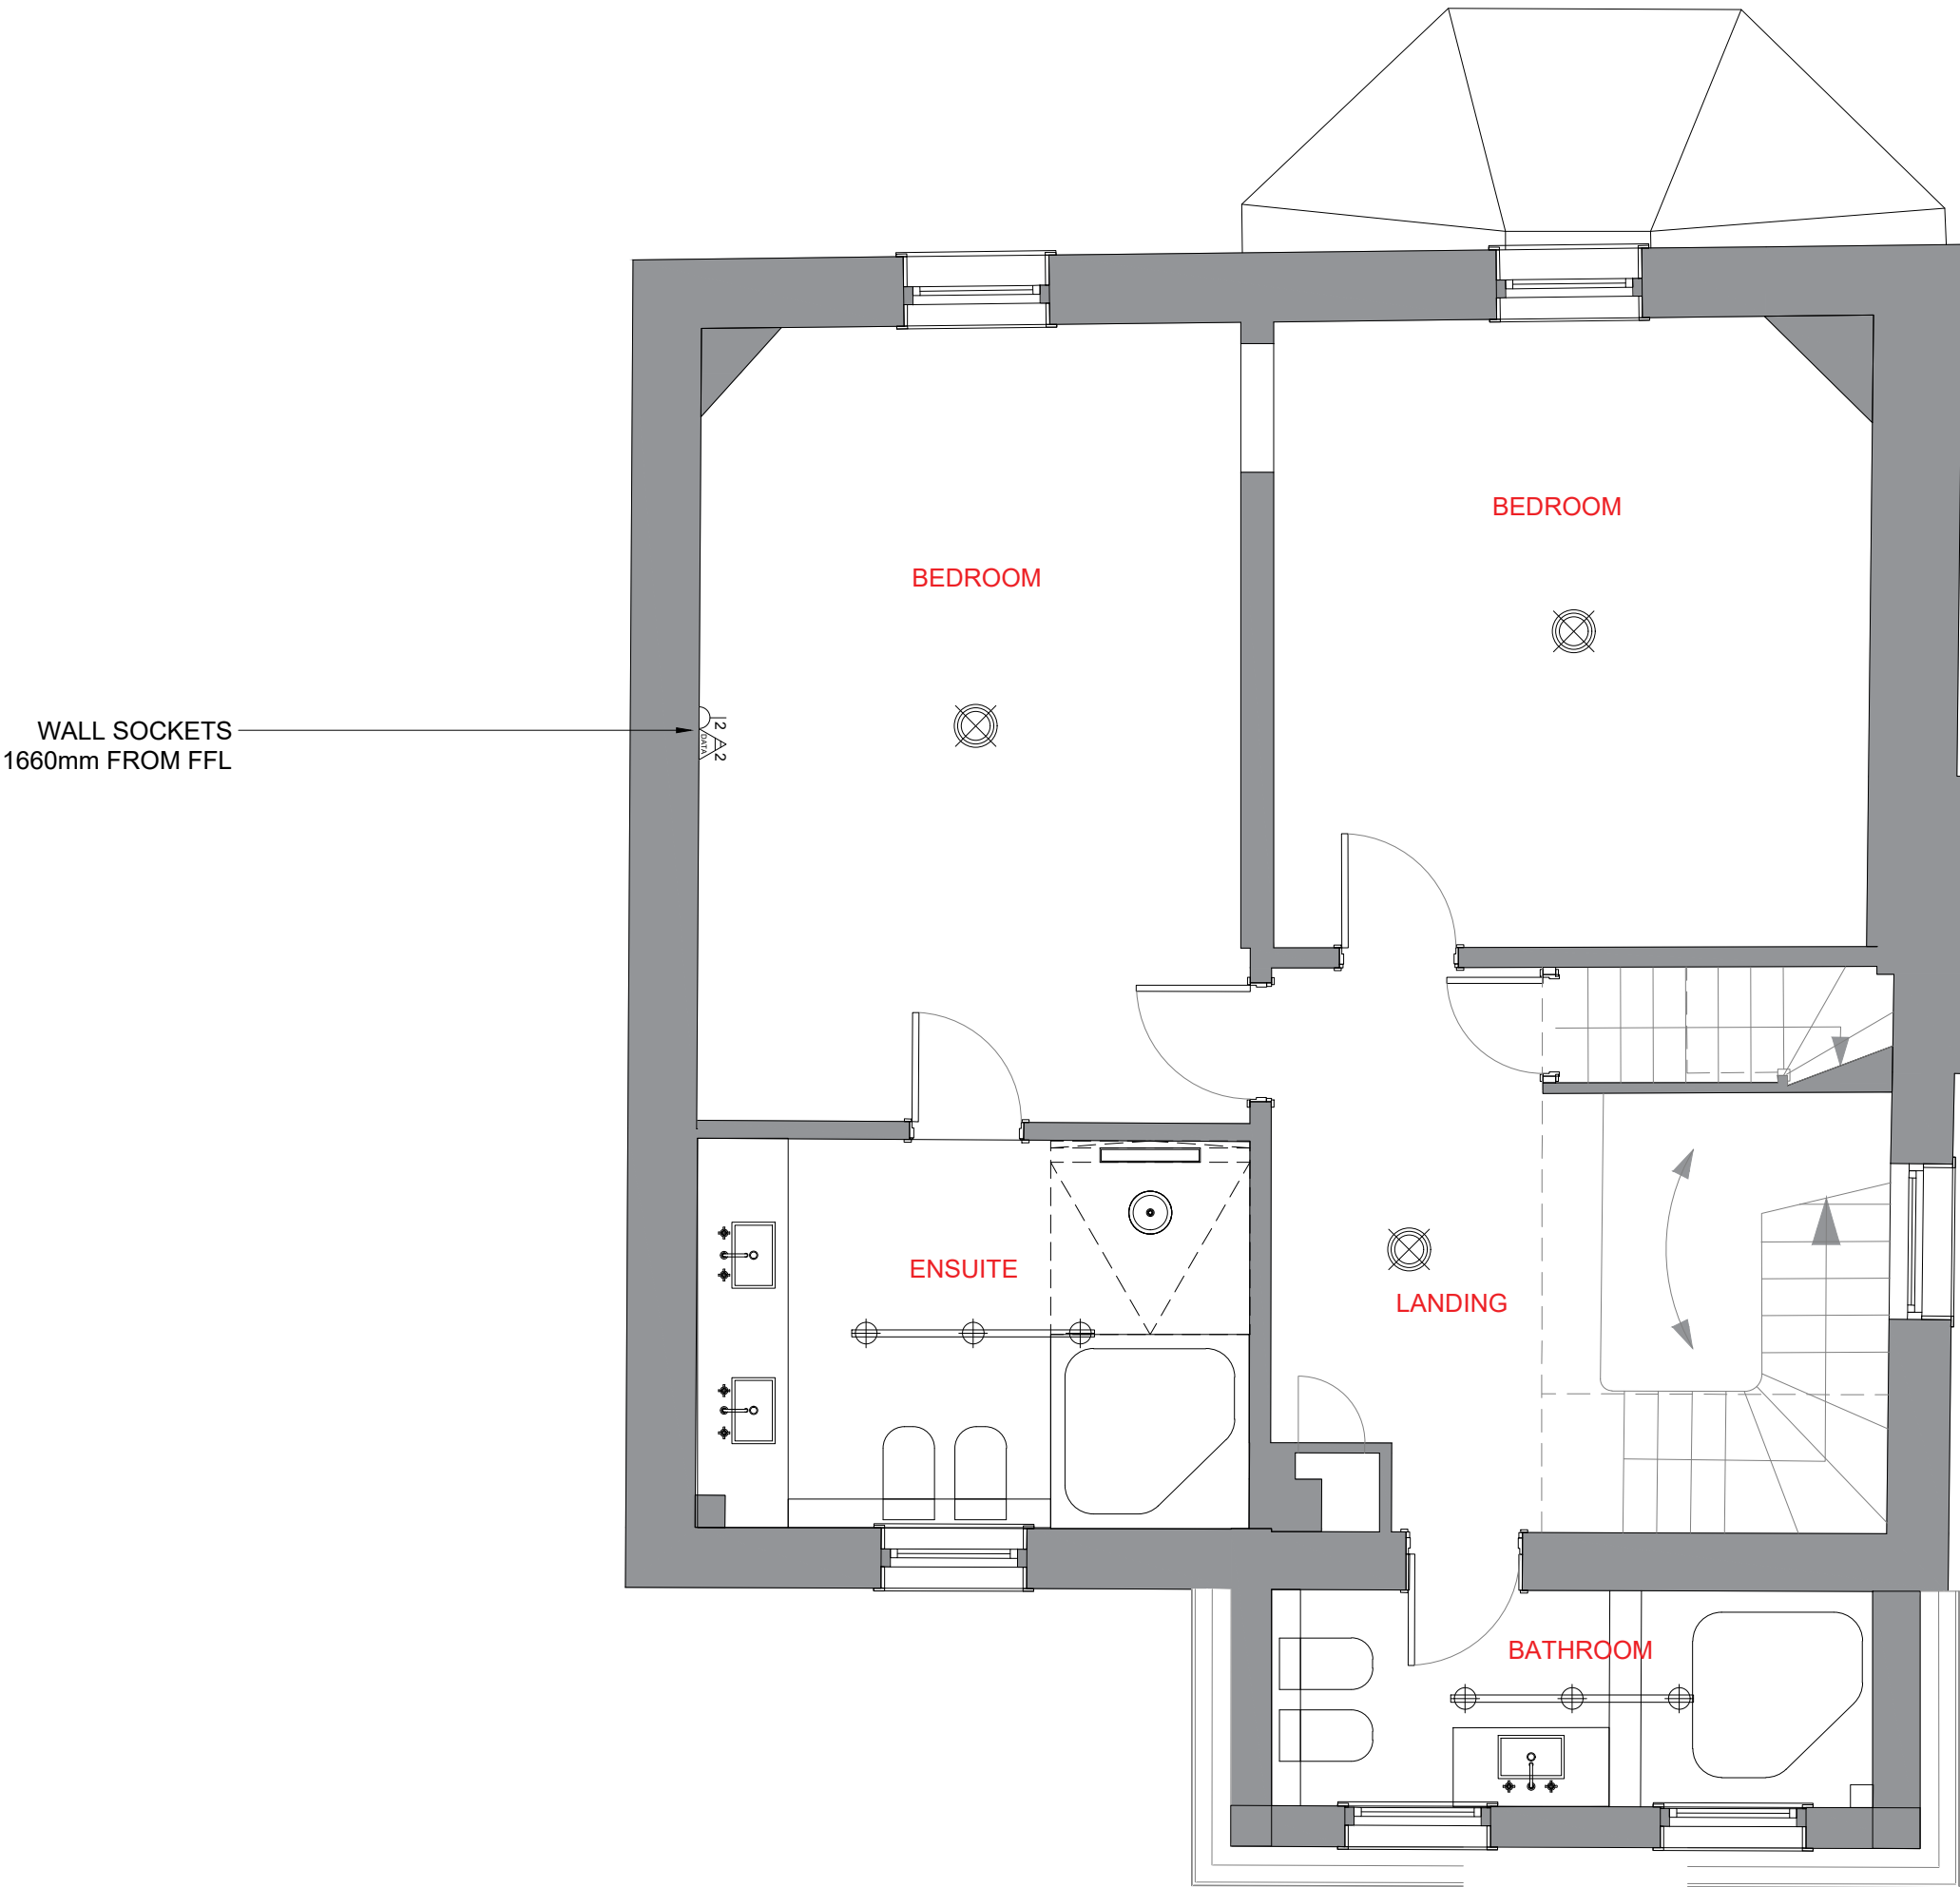 BEDROOM
BEDROOM
WALL SOCKETS
1660mm FROM FFL
2
2
DATA
ENSUITE
LANDING
BATHROOM